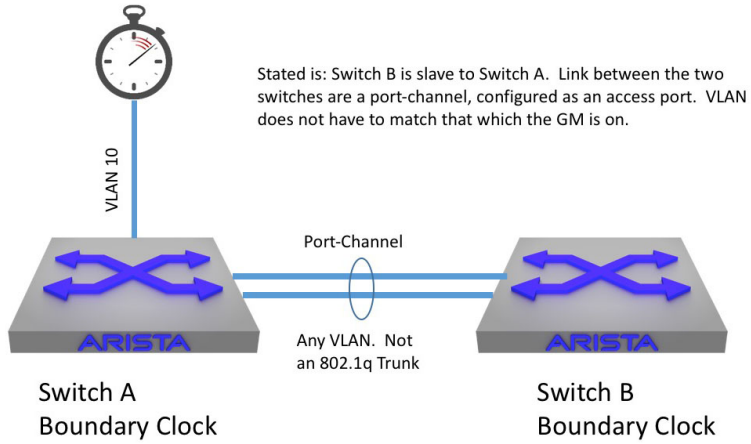 Stated is: Switch B is slave to Switch A.  Link between the two
switches are a port-channel, configured as an access port.  VLAN
does not have to match that which the GM is on.
VLAN 10
Port-Channel
ARISTA
ARISTA
Any VLAN.  Not
an 802.1q Trunk
Switch A
Boundary Clock
Switch B
Boundary Clock